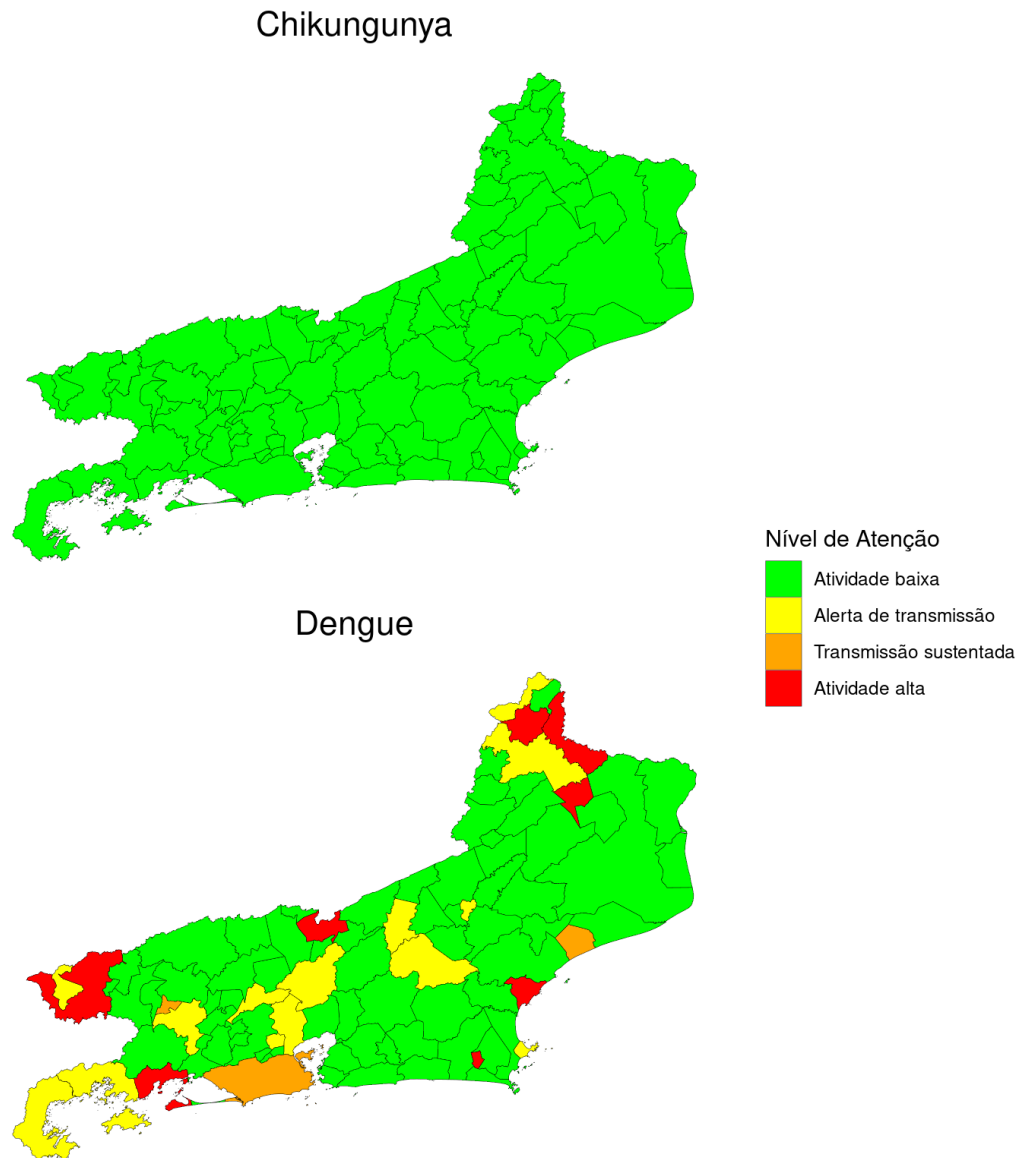 Chikungunya
Nível de Atenção
Atividade baixa
Alerta de transmissão
Transmissão sustentada
Atividade alta
Dengue